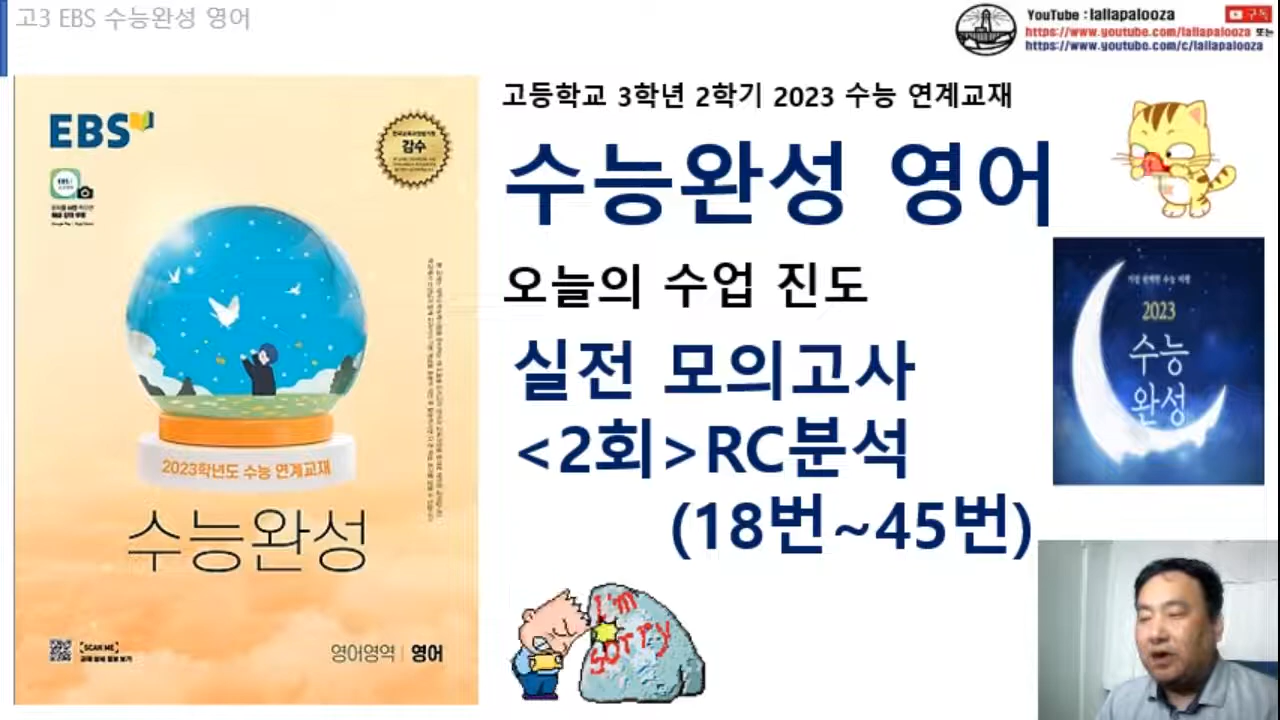 고3 EBS 수능완성 영어
YouTube : lallapalooza
구독
https://www.youtube.com/lallapalooza 또는
https://www.youtube.com/c/lallapalooza
고등학교 3학년 2학기 2023 수능 연계교재
수능완성 영어
오늘의 수업 진도
실전 모의고사
<2회>RC분석
(18번~45번)
EBS
감수
2023학년도 수능 연계교재
수능완성
SCAN ME
영어영역 | 영어
2023
수능
완성
I'm
sorry